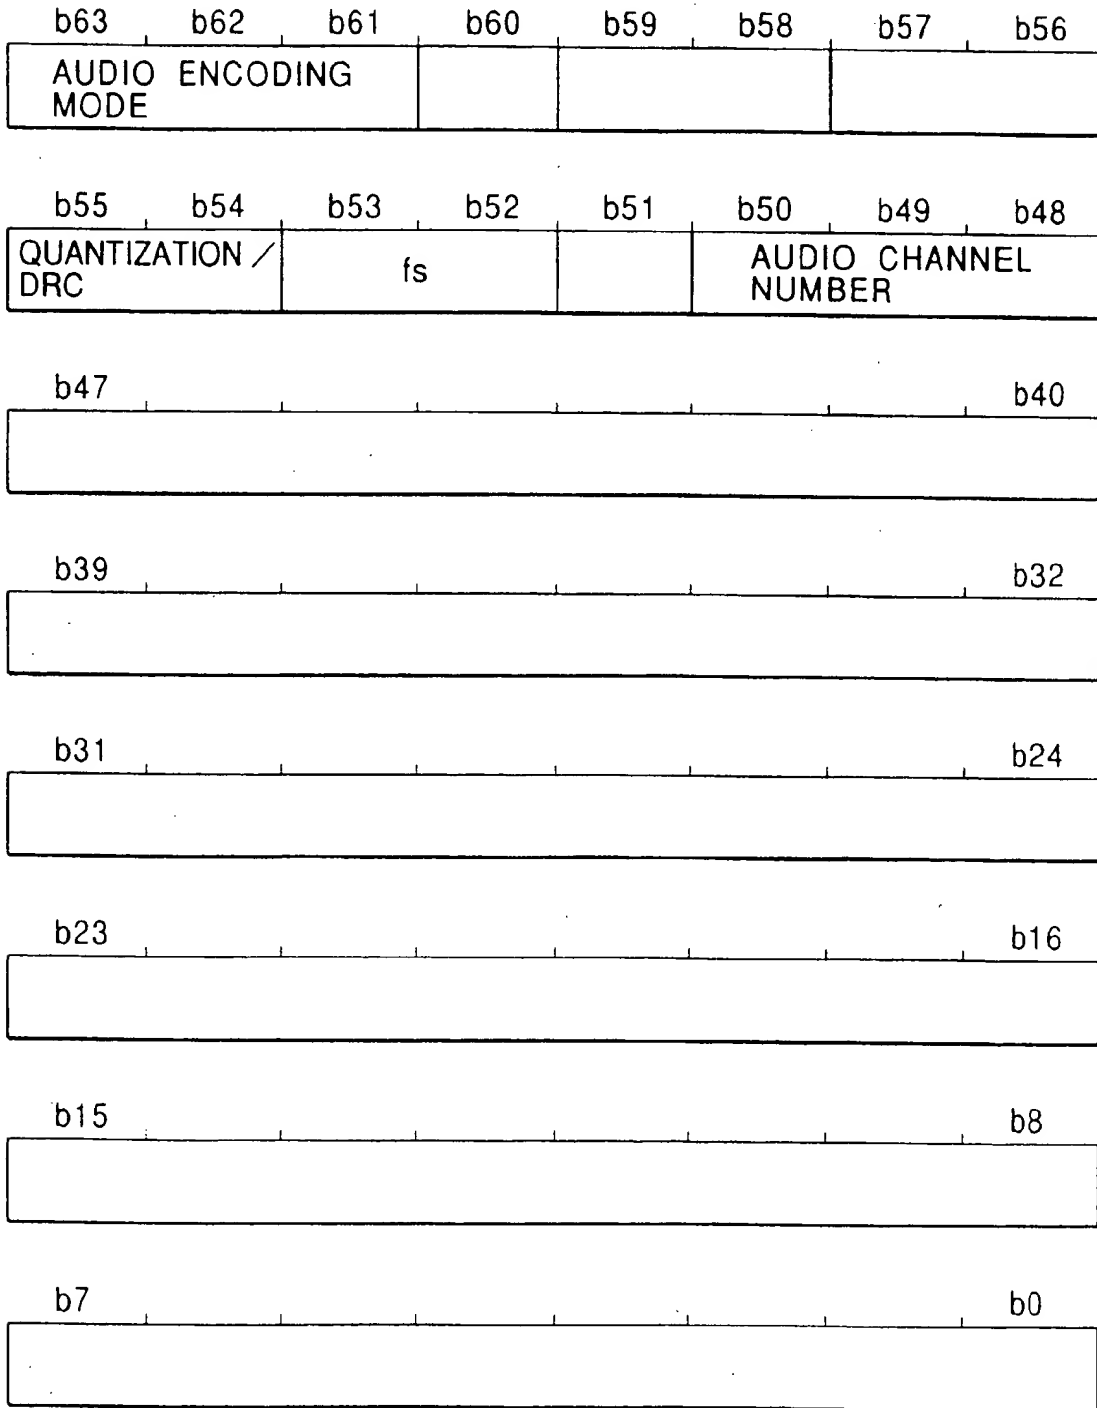 b63 b62 b61 b60 b59 b58 b57 b56
AUDIO ENCODING
MODE
b55 b54 b53 b52 b51 b50 b49 b48
QUANTIZATION /
DRC
fs
AUDIO CHANNEL
NUMBER
b47 b40
b39 b32
b31 b24
b23 b16
b15 b8
b7 b0